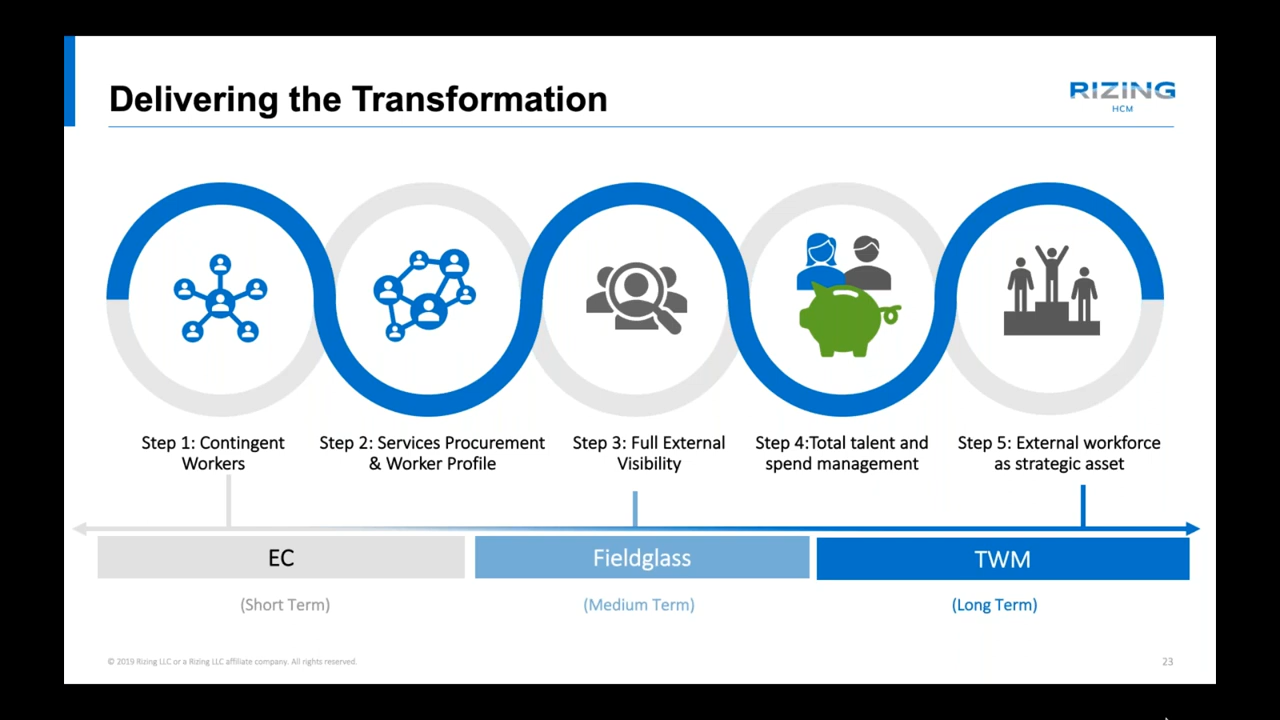 Delivering the Transformation
RIZING
HCM
Step 1: Contingent
Workers
Step 2: Services Procurement
& Worker Profile
Step 3: Full External
Visibility
Step 4:Total talent and
spend management
Step 5: External workforce
as strategic asset
EC
Fieldglass
TWM
(Short Term)
(Medium Term)
(Long Term)
© 2019 Rizing LLC or a Rizing LLC affiliate company. All rights reserved.
23